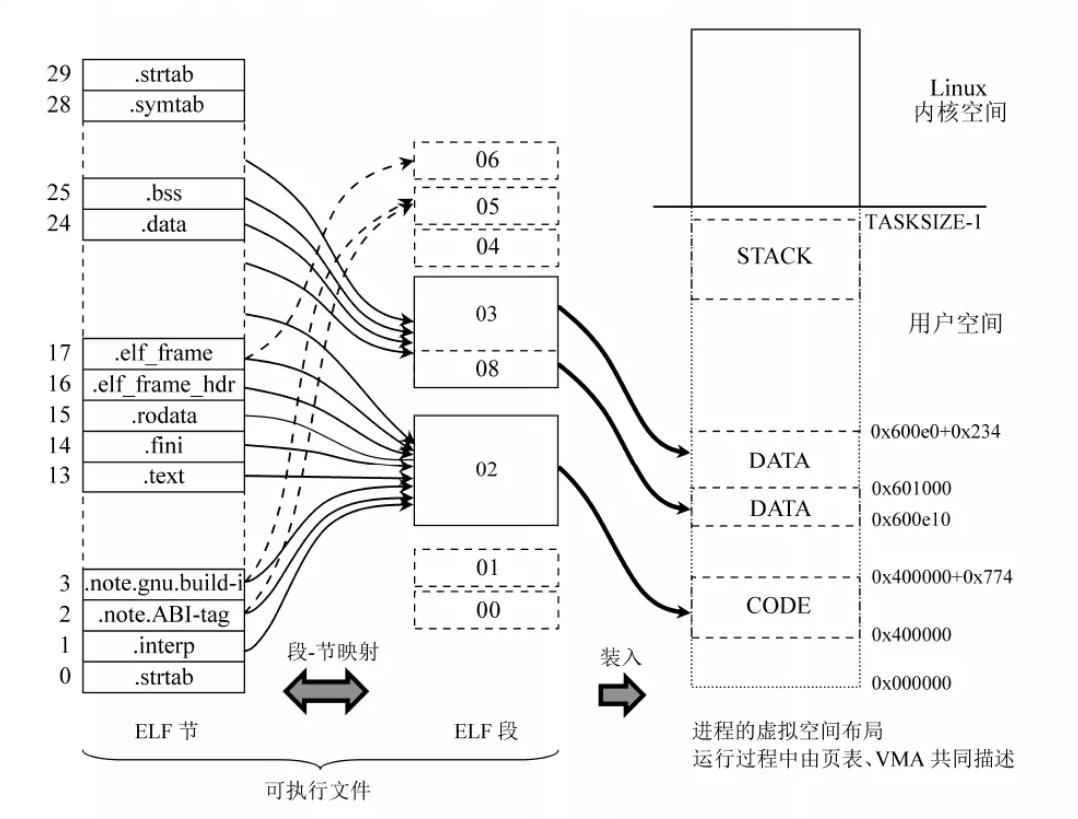 29 .strtab
28 .symtab
25 .bss
24 .data
17 .elf_frame
16 .elf_frame_hdr
15 .rodata
14 .fini
13 .text
3 .note.gnu.build-i
2 .note.ABI-tag
1 .interp
0 .strtab
ELF 节
06
05
04
03
08
02
01
00
ELF 段
段-节映射
装入
可执行文件
Linux
内核空间
TASKSIZE-1
STACK
用户空间
0x600e0+0x234
DATA
0x601000
DATA
0x600e10
0x400000+0x774
CODE
0x400000
0x000000
进程的虚拟空间布局
运行过程中由页表、VMA 共同描述